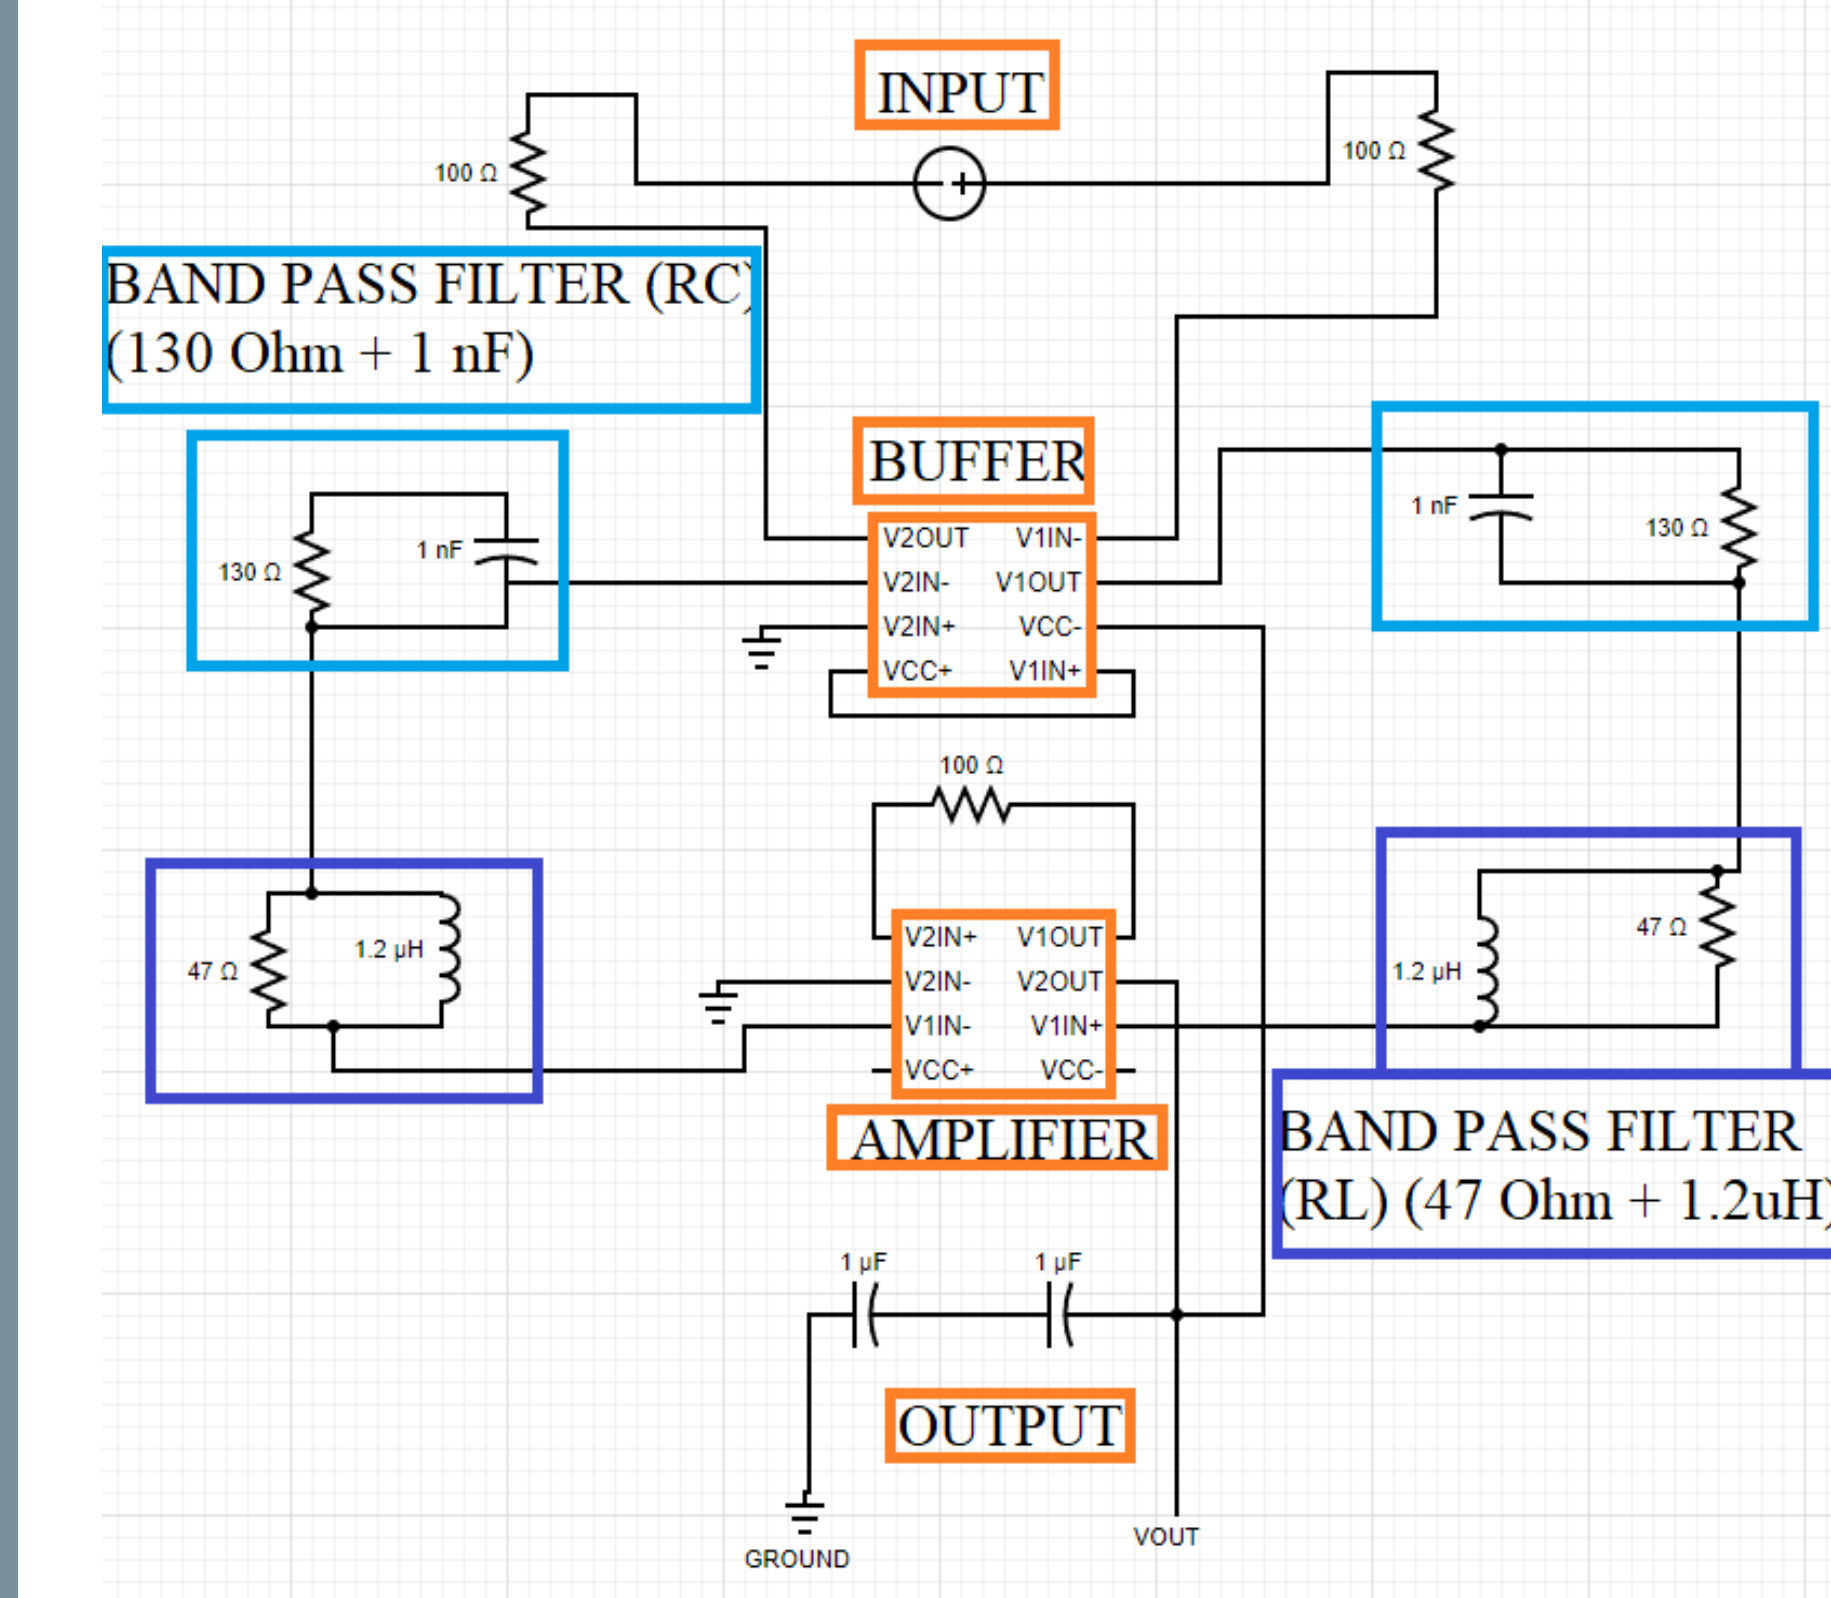 INPUT
100 Ω
100 Ω
BAND PASS FILTER (RC)
(130 Ohm + 1 nF)
BUFFER
1 nF
130 Ω
130 Ω
1 nF
V2OUT V1IN-
V2IN- V1OUT
V2IN+ VCC-
VCC+ V1IN+
100 Ω
47 Ω
1.2 µH
V2IN+ V1OUT
V2IN- V2OUT
V1IN- V1IN+
VCC+ VCC-
1.2 µH
47 Ω
AMPLIFIER
BAND PASS FILTER
(RL) (47 Ohm + 1.2uH)
1 µF
1 µF
OUTPUT
VOUT
GROUND